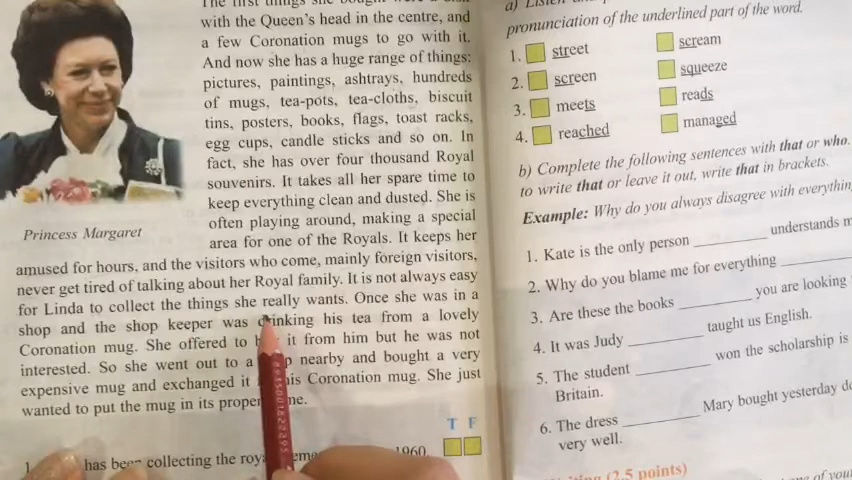 with the Queen's head in the centre, and
a few Coronation mugs to go with it.
And now she has a huge range of things:
pictures, paintings, ashtrays, hundreds
of mugs, tea-pots, tea-cloths, biscuit
tins, posters, books, flags, toast racks,
egg cups, candle sticks and so on. In
fact, she has over four thousand Royal
souvenirs. It takes all her spare time to
keep everything clean and dusted. She is
often playing around, making a special
area for one of the Royals. It keeps her
Princess Margaret
amused for hours, and the visitors who come, mainly foreign visitors,
never get tired of talking about her Royal family. It is not always easy
for Linda to collect the things she really wants. Once she was in a
shop and the shop keeper was drinking his tea from a lovely
Coronation mug. She offered to it from him but he was not
interested. So she went out to a nearby and bought a very
expensive mug and exchanged it his Coronation mug. She just
wanted to put the mug in its proper
T F
1 has been collecting the 1960
pronunciation of the underlined part of the word.
1. street scream
2. screen squeeze
3. meets reads
4. reached managed
b) Complete the following sentences with that or who.
to write that or leave it out, write that in brackets.
Example: Why do you always disagree with
1. Kate is the only person ________ understands
2. Why do you blame me for everything ________
3. Are these the books ________ you are looking
4. It was Judy ________ taught us English.
5. The student ________ won the scholarship is
Britain.
6. The dress ________ Mary bought yesterday
very well.
(2,5 points)